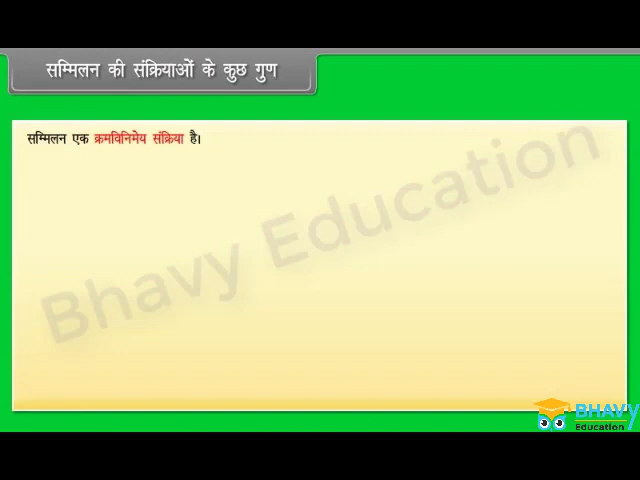 सम्मिलन की संक्रियाओं के कुछ गुण
सम्मिलन एक क्रमविनिमेय संक्रिया है।
Bhavy Education
BHAVY
Education